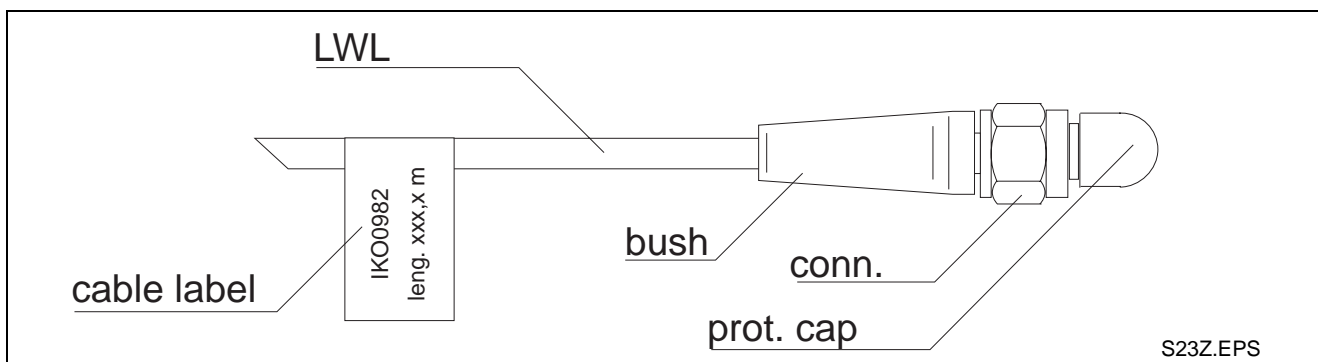 LWL
IKO0982
leng. xxx,x m
cable label
bush
conn.
prot. cap
S23Z.EPS